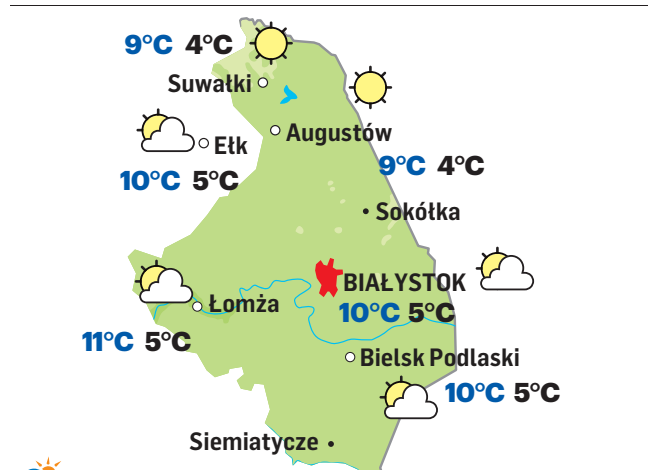 9°C 4°C
Suwałki
Augustów
Ełk
9°C 4°C
10°C 5°C
Sokółka
BIAŁYSTOK
Łomża
10°C 5°C
11°C 5°C
Bielsk Podlaski
10°C 5°C
Siemiatycze